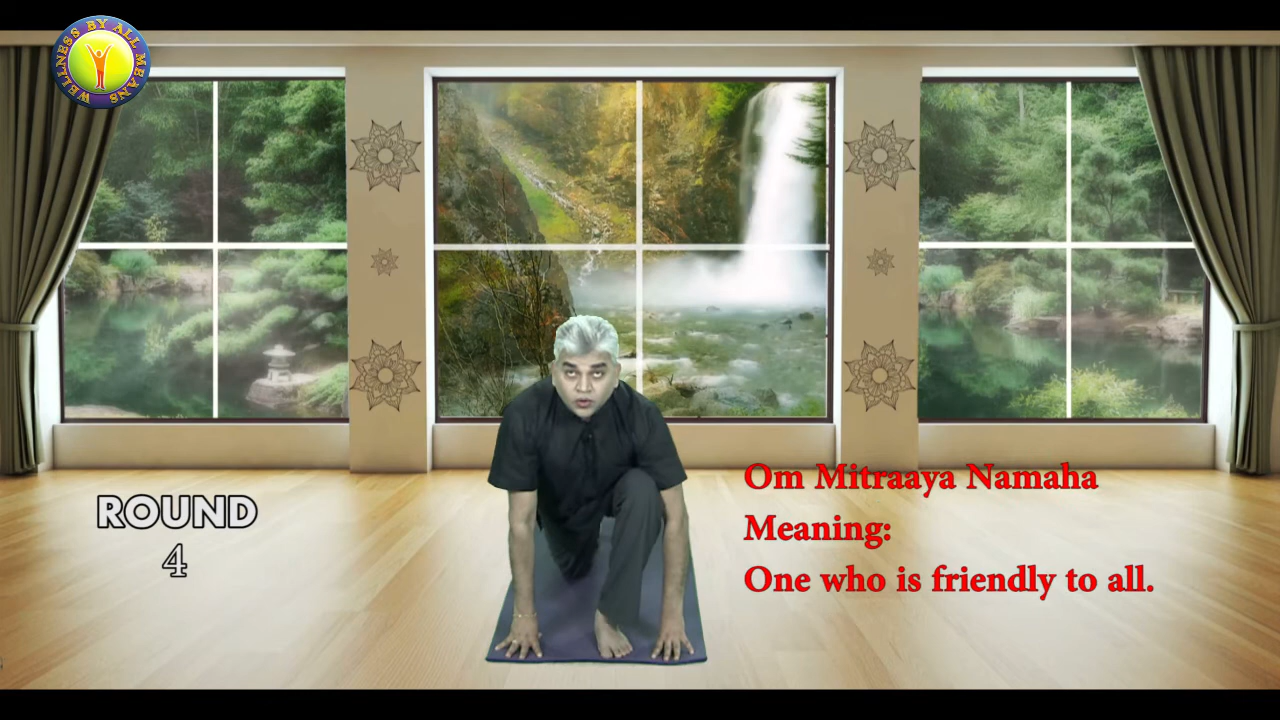 WELLNESS BY ALL MEANS
ROUND
4
Om Mitraaya Namaha
Meaning:
One who is friendly to all.